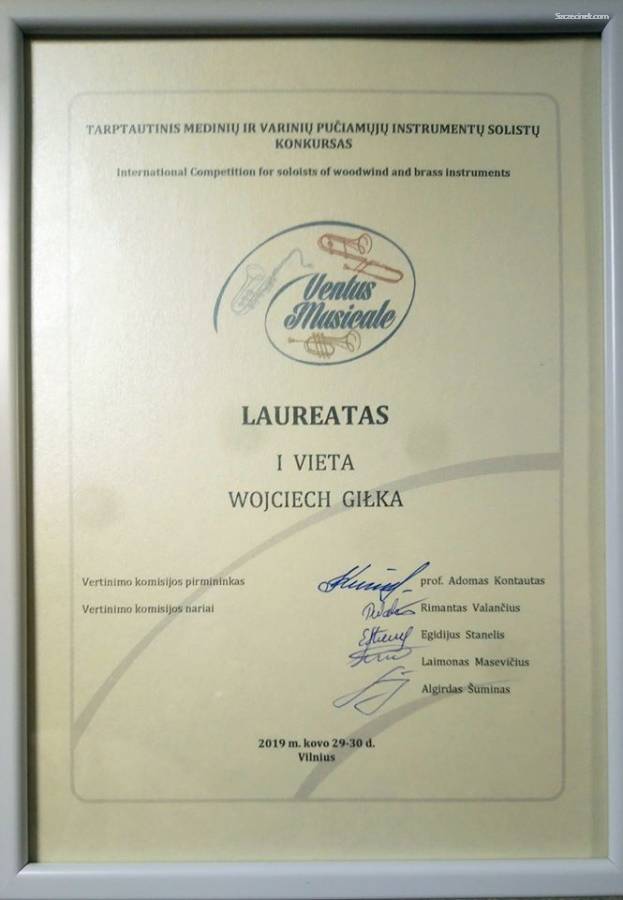 5szczecinek.com
TARPTAUTINIS MEDINIŲ IR VARINIŲ PUČIAMŲJŲ INSTRUMENTŲ SOLISTŲ
KONKURSAS
International Competition for soloists of woodwind and brass instruments
Ventus
Musicale
LAUREATAS
I VIETA
WOJCIECH GIŁKA
Vertinimo komisijos pirmininkas prof. Adomas Kontautas
Vertinimo komisijos nariai Rimantas Valančius
Egidijus Stanelis
Laimonas Masevičius
Algirdas Šuminas
2019 m. kovo 29-30 d.
Vilnius